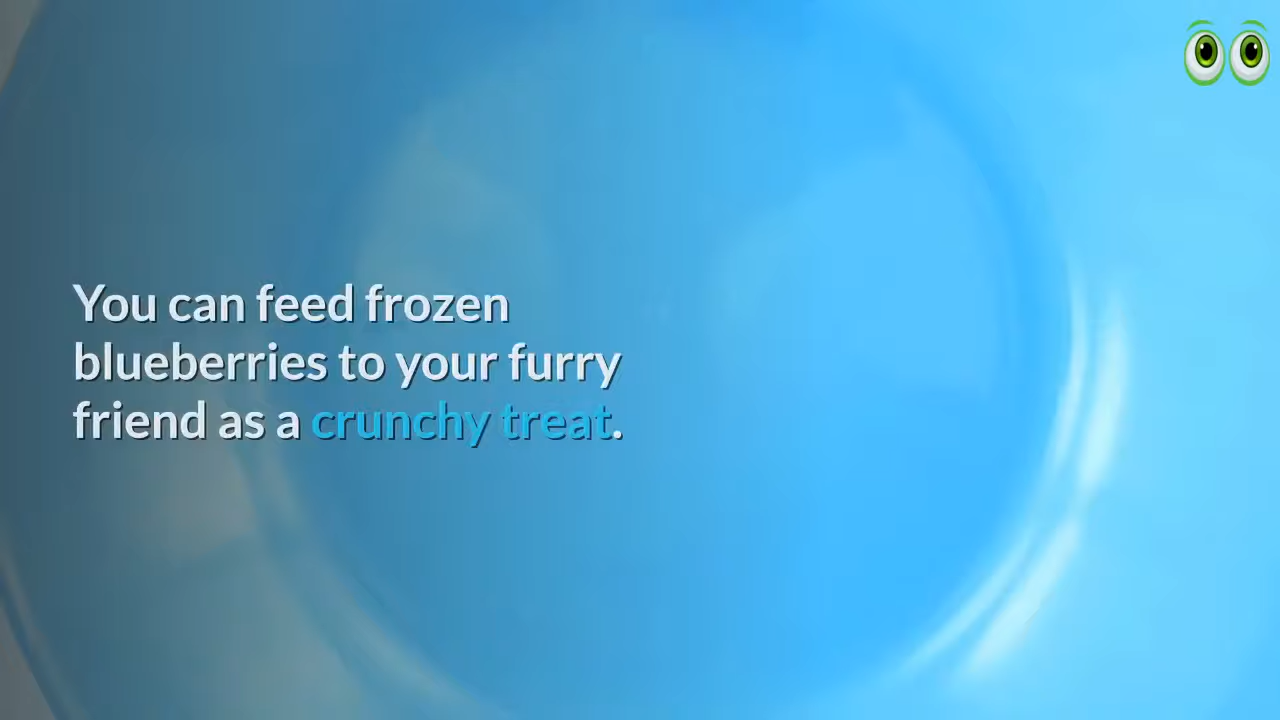 You can feed frozen
blueberries to your furry
friend as a crunchy treat.